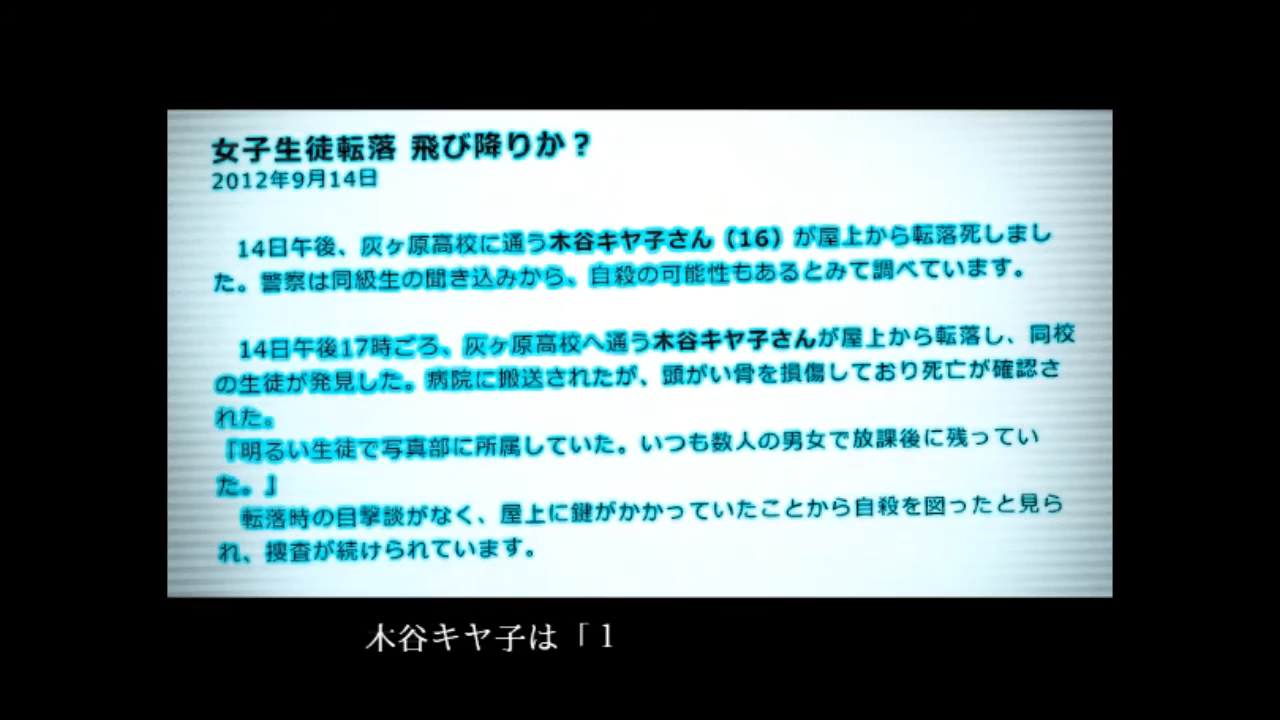 女子生徒転落 飛び降りか？
2012年9月14日
14日午後、灰ヶ原高校に通う木谷キヤ子さん（16）が屋上から転落死しまし
た。警察は同級生の聞き込みから、自殺の可能性もあるとみて調べています。
14日午後17時ごろ、灰ヶ原高校へ通う木谷キヤ子さんが屋上から転落し、同校
の生徒が発見した。病院に搬送されたが、頭がい骨を損傷しており死亡が確認さ
れた。
『明るい生徒で写真部に所属していた。いつも数人の男女で放課後に残ってい
た。』
転落時の目撃談がなく、屋上に鍵がかかっていたことから自殺を図ったと見ら
れ、捜査が続けられています。
木谷キヤ子は「１